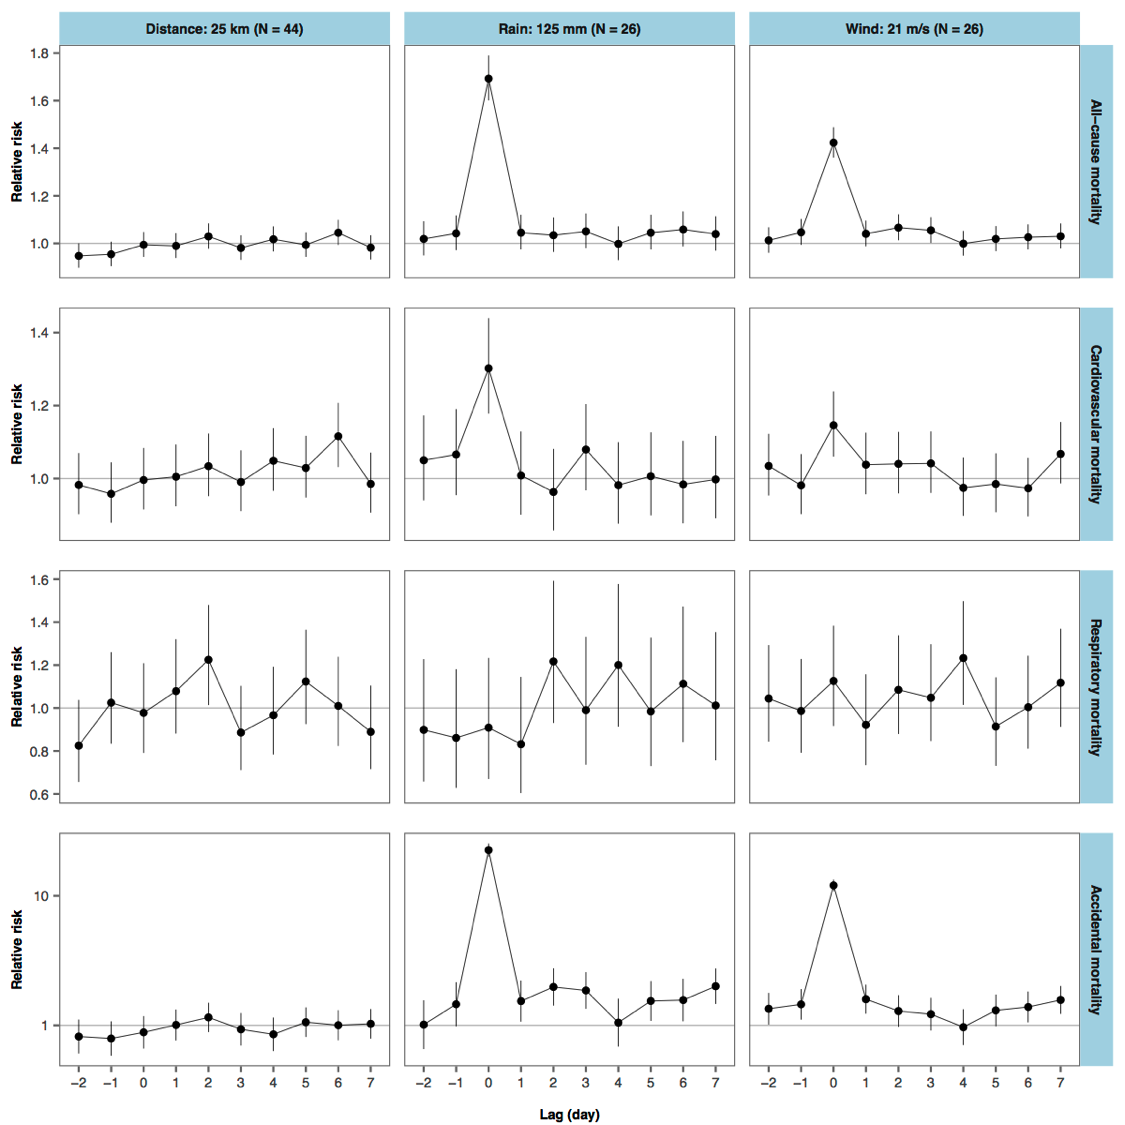 Distance: 25 km (N = 44)
Rain: 125 mm (N = 26)
Wind: 21 m/s (N = 26)
1.8
1.6
1.4
1.2
1.0
Relative risk
All−cause mortality
1.4
1.2
1.0
Relative risk
Cardiovascular mortality
1.6
1.4
1.2
1.0
0.8
0.6
Relative risk
Respiratory mortality
10
1
Relative risk
Accidental mortality
−2 −1 0 1 2 3 4 5 6 7
−2 −1 0 1 2 3 4 5 6 7
−2 −1 0 1 2 3 4 5 6 7
Lag (day)